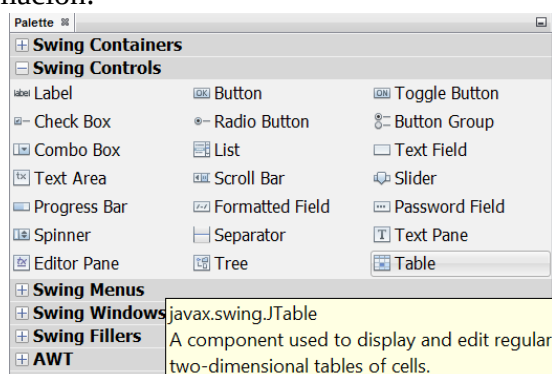 Palette
Swing Containers
Swing Controls
label Label
OK Button
ON Toggle Button
Check Box
Radio Button
Button Group
Combo Box
List
Text Field
tx Text Area
Scroll Bar
Slider
Progress Bar
Formatted Field
Password Field
Spinner
Separator
T Text Pane
Editor Pane
Tree
Table
Swing Menus
Swing Windows
Swing Fillers
AWT
javax.swing.JTable
A component used to display and edit regular
two-dimensional tables of cells.